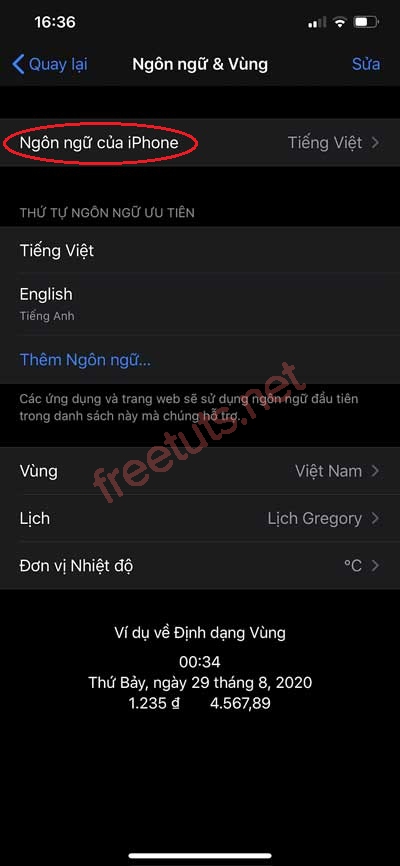 16:36
Quay lại
Ngôn ngữ & Vùng
Sửa
Ngôn ngữ của iPhone
Tiếng Việt
THỨ TỰ NGÔN NGỮ ƯU TIÊN
Tiếng Việt
English
Tiếng Anh
Thêm Ngôn ngữ...
Các ứng dụng và trang web sẽ sử dụng ngôn ngữ đầu tiên
trong danh sách này mà chúng hỗ trợ.
freetuts.net
Vùng
Việt Nam
Lịch
Lịch Gregory
Đơn vị Nhiệt độ
°C
Ví dụ về Định dạng Vùng
00:34
Thứ Bảy, ngày 29 tháng 8, 2020
1.235 ₫ 4.567,89